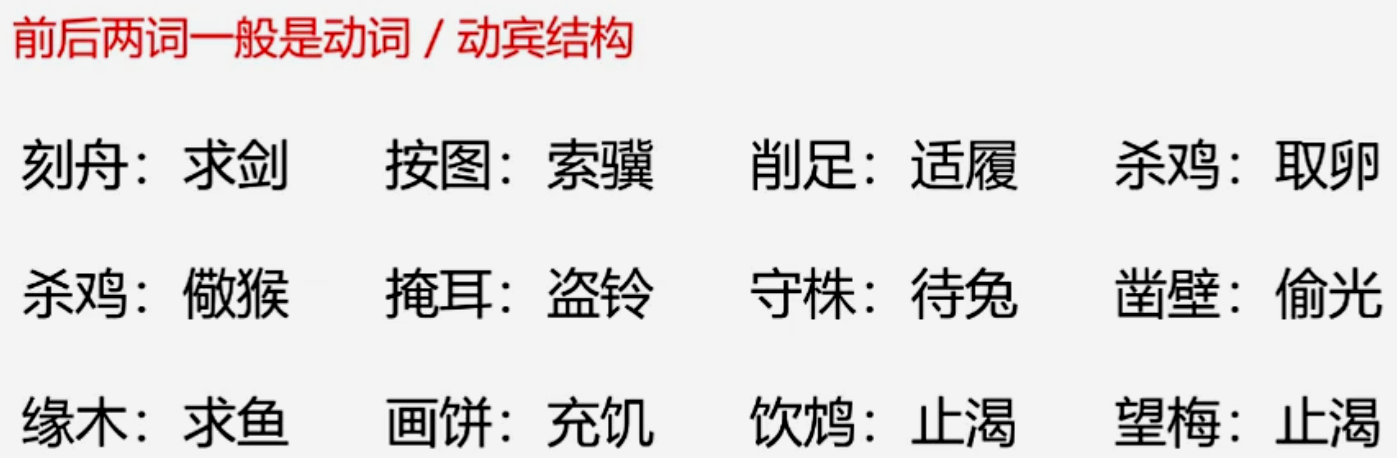 前后两词一般是动词 / 动宾结构
刻舟：求剑 按图：索骥 削足：适履 杀鸡：取卵
杀鸡：儆猴 掩耳：盗铃 守株：待兔 凿壁：偷光
缘木：求鱼 画饼：充饥 饮鸩：止渴 望梅：止渴